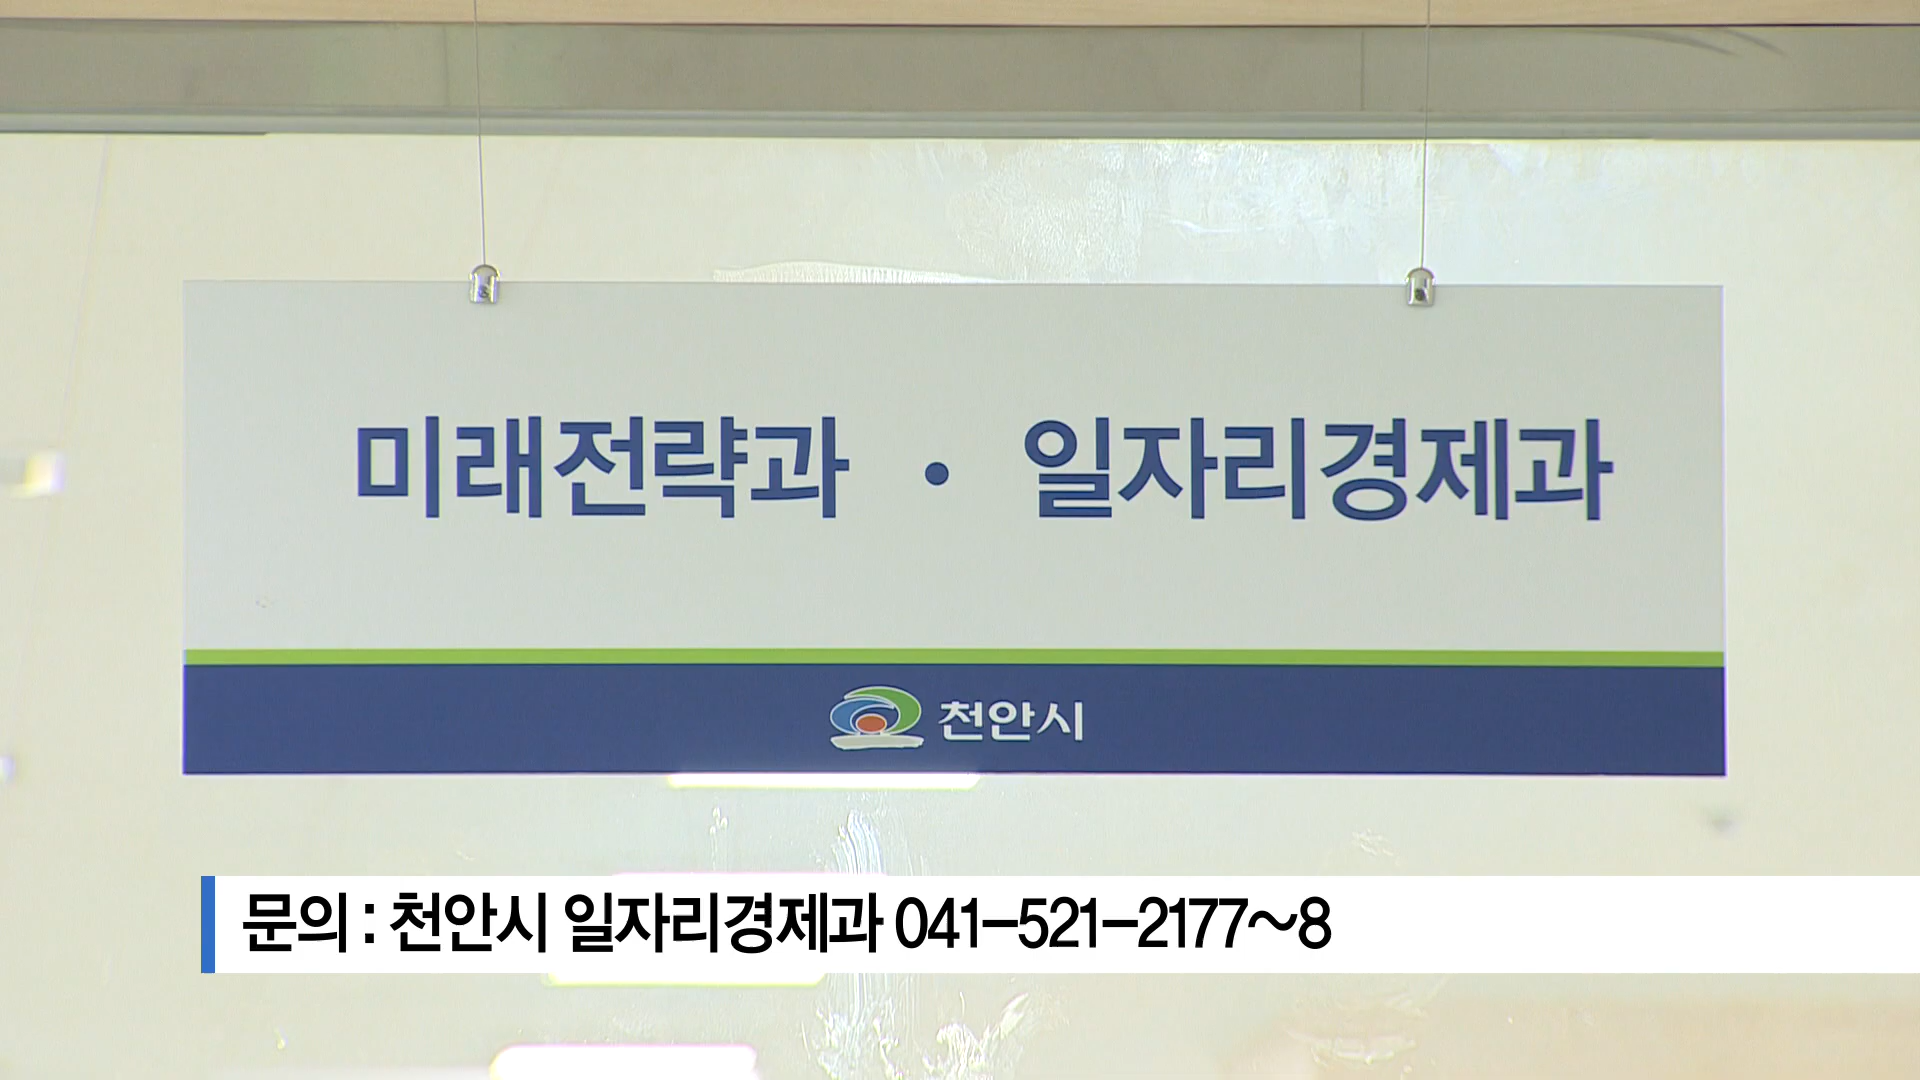 미래전략과 • 일자리경제과
천안시
문의 : 천안시 일자리경제과 041-521-2177~8